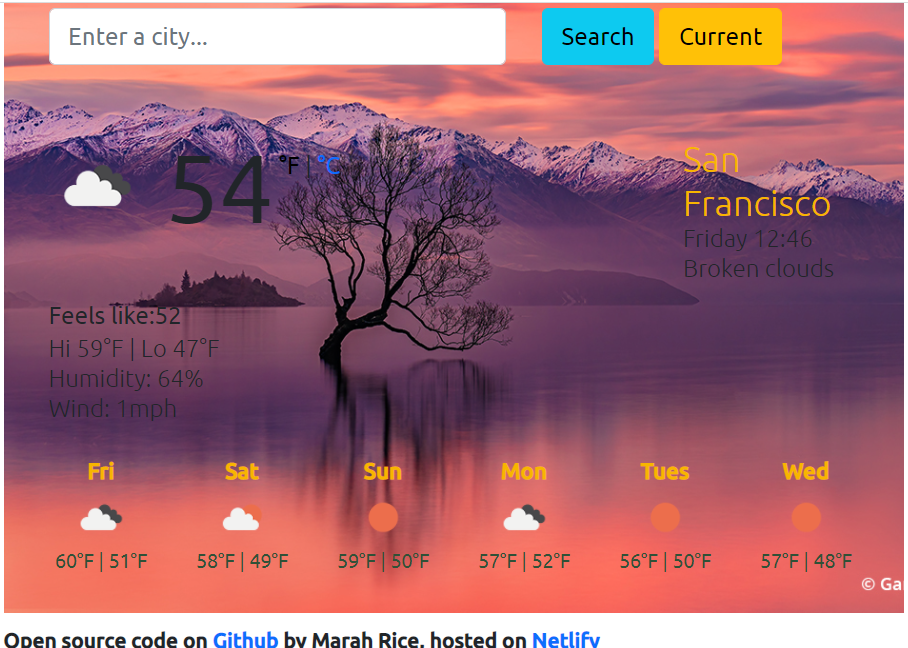 Enter a city...
Search
Current
54 °F | °C
San
Francisco
Friday 12:46
Broken clouds
Feels like:52
Hi 59°F | Lo 47°F
Humidity: 64%
Wind: 1mph
Fri Sat Sun Mon Tues Wed
60°F | 51°F 58°F | 49°F 59°F | 50°F 57°F | 52°F 56°F | 50°F 57°F | 48°F
©
Open source code on Github by Marah Rice, hosted on Netlify